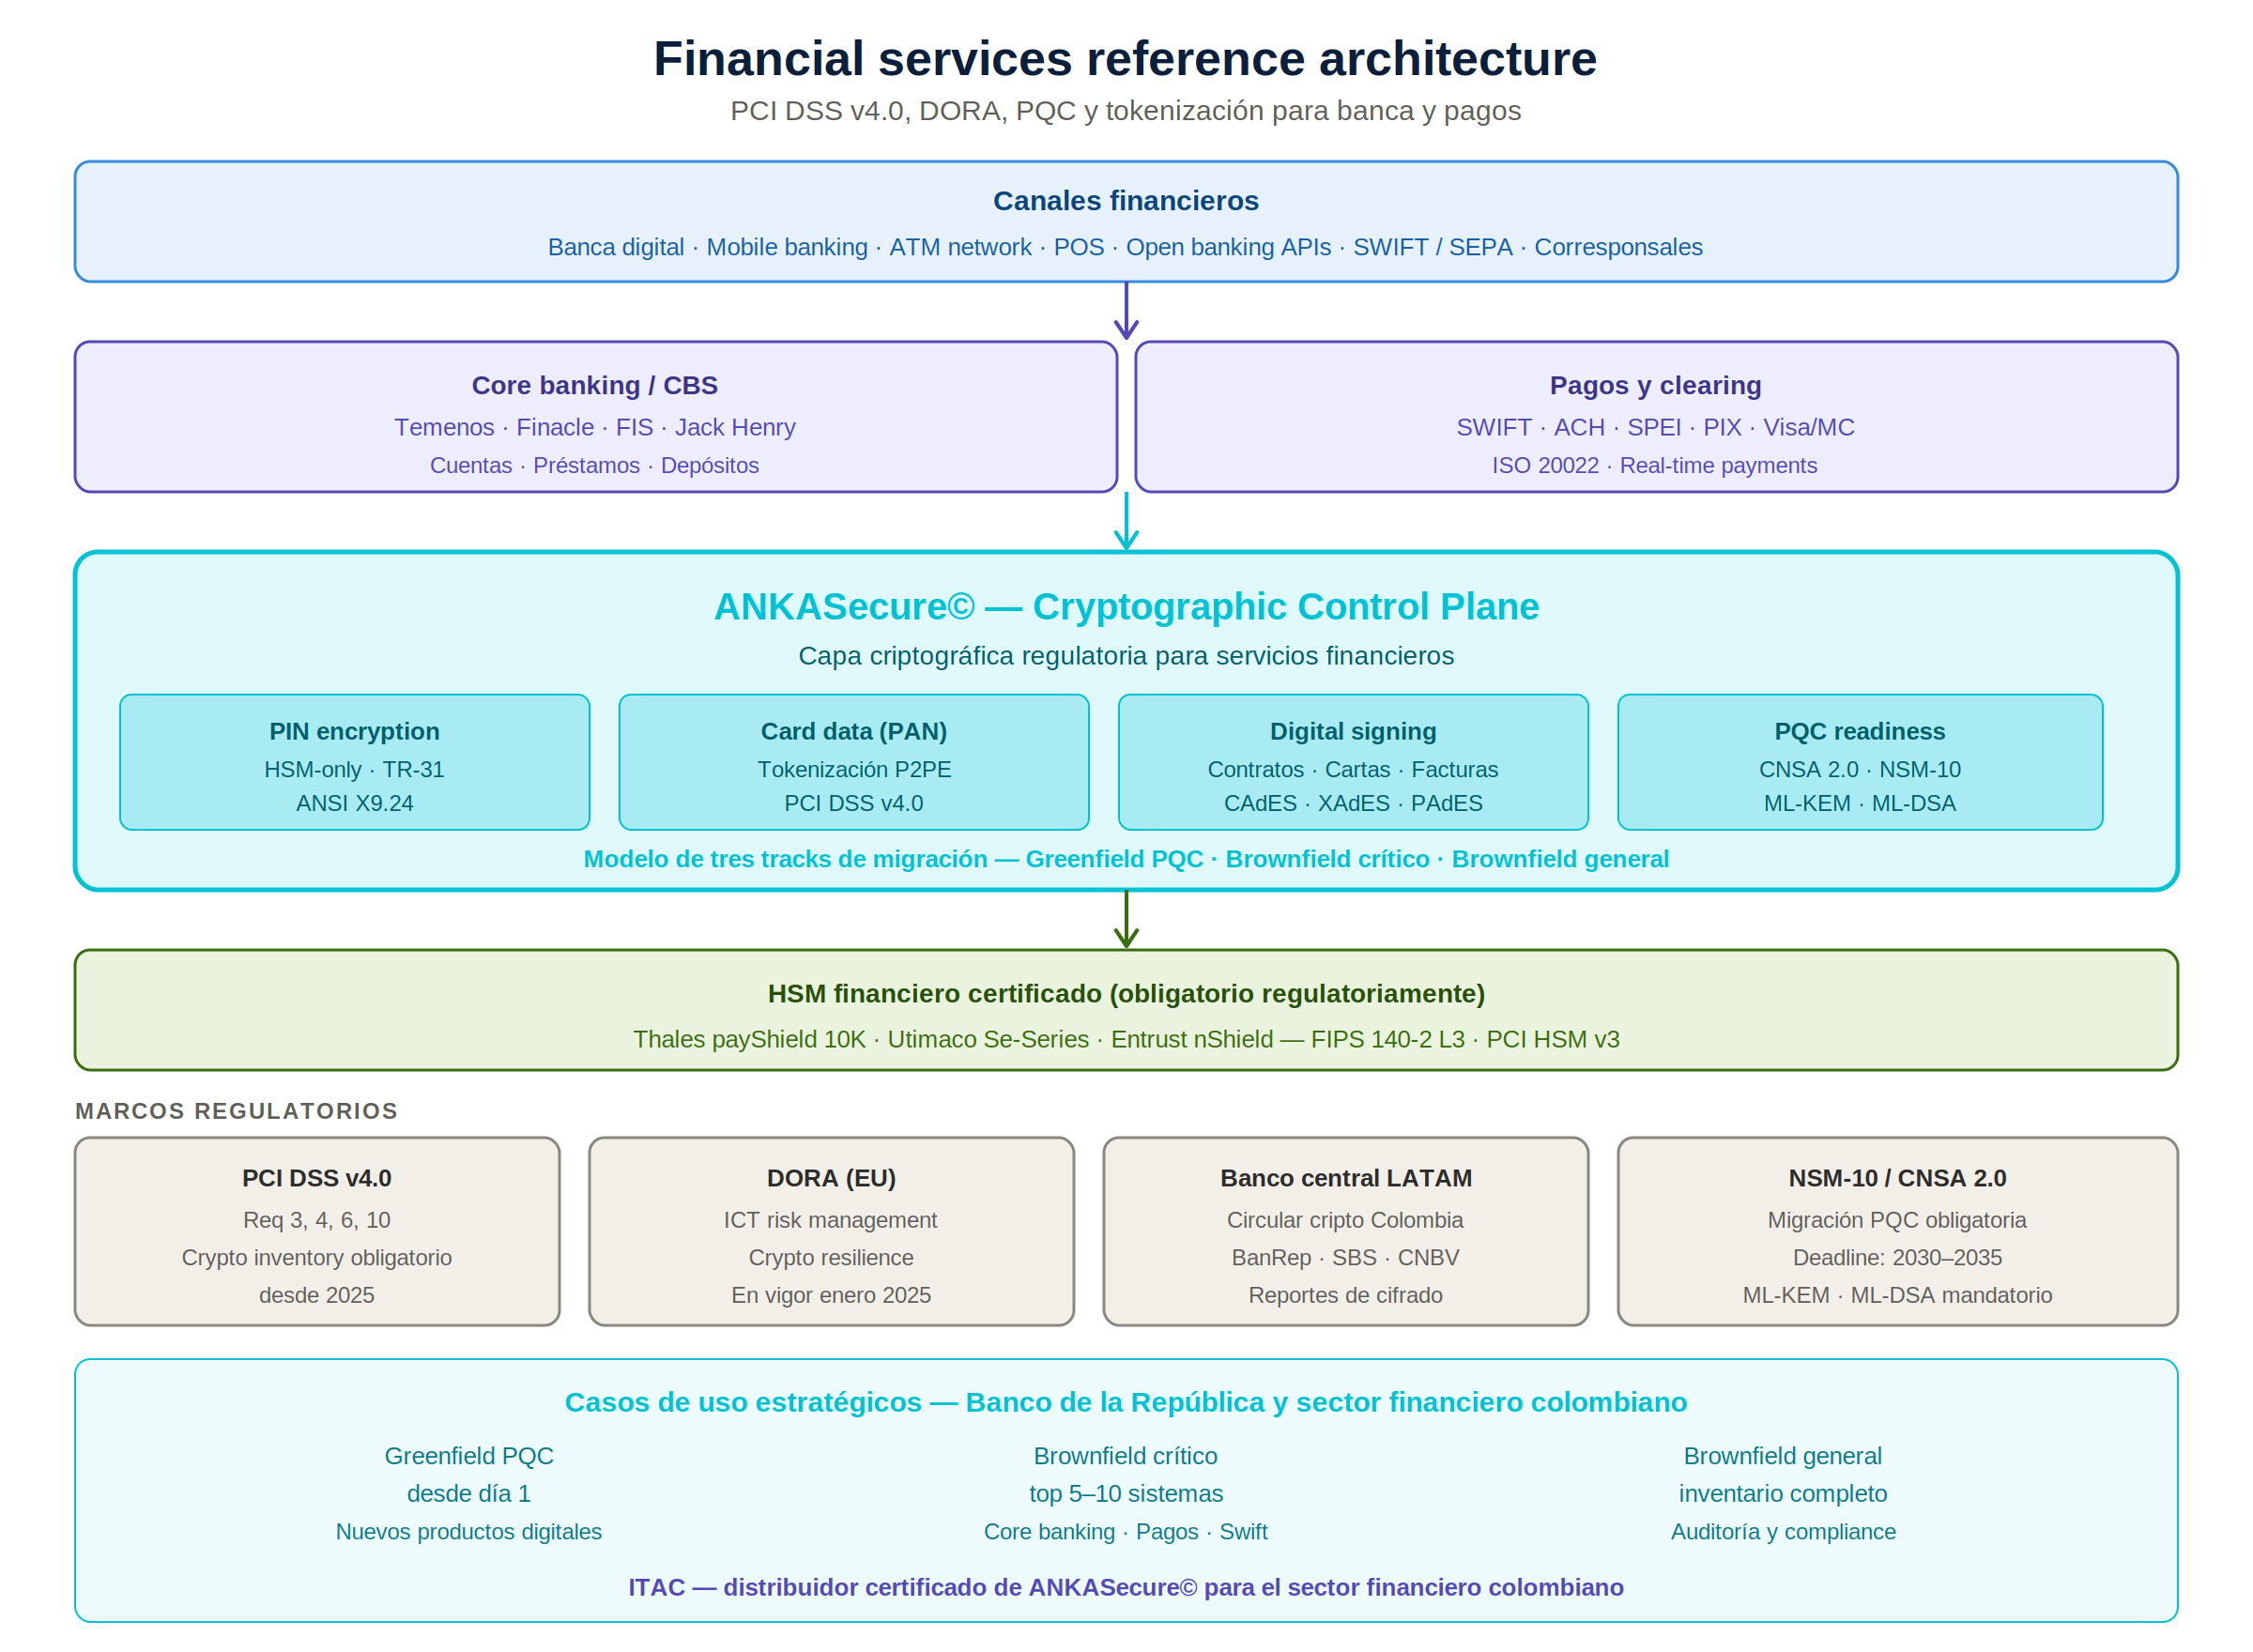 Financial services reference architecture
PCI DSS v4.0, DORA, PQC y tokenización para banca y pagos
Canales financieros
Banca digital · Mobile banking · ATM network · POS · Open banking APIs · SWIFT / SEPA · Corresponsales
Core banking / CBS
Temenos · Finacle · FIS · Jack Henry
Cuentas · Préstamos · Depósitos
Pagos y clearing
SWIFT · ACH · SPEI · PIX · Visa/MC
ISO 20022 · Real-time payments
ANKASecure© — Cryptographic Control Plane
Capa criptográfica regulatoria para servicios financieros
PIN encryption
HSM-only · TR-31
ANSI X9.24
Card data (PAN)
Tokenización P2PE
PCI DSS v4.0
Digital signing
Contratos · Cartas · Facturas
CAdES · XAdES · PAdES
PQC readiness
CNSA 2.0 · NSM-10
ML-KEM · ML-DSA
Modelo de tres tracks de migración — Greenfield PQC · Brownfield crítico · Brownfield general
HSM financiero certificado (obligatorio regulatoriamente)
Thales payShield 10K · Utimaco Se-Series · Entrust nShield — FIPS 140-2 L3 · PCI HSM v3
MARCOS REGULATORIOS
PCI DSS v4.0
Req 3, 4, 6, 10
Crypto inventory obligatorio
desde 2025
DORA (EU)
ICT risk management
Crypto resilience
En vigor enero 2025
Banco central LATAM
Circular cripto Colombia
BanRep · SBS · CNBV
Reportes de cifrado
NSM-10 / CNSA 2.0
Migración PQC obligatoria
Deadline: 2030–2035
ML-KEM · ML-DSA mandatorio
Casos de uso estratégicos — Banco de la República y sector financiero colombiano
Greenfield PQC
desde día 1
Nuevos productos digitales
Brownfield crítico
top 5–10 sistemas
Core banking · Pagos · Swift
Brownfield general
inventario completo
Auditoría y compliance
ITAC — distribuidor certificado de ANKASecure© para el sector financiero colombiano